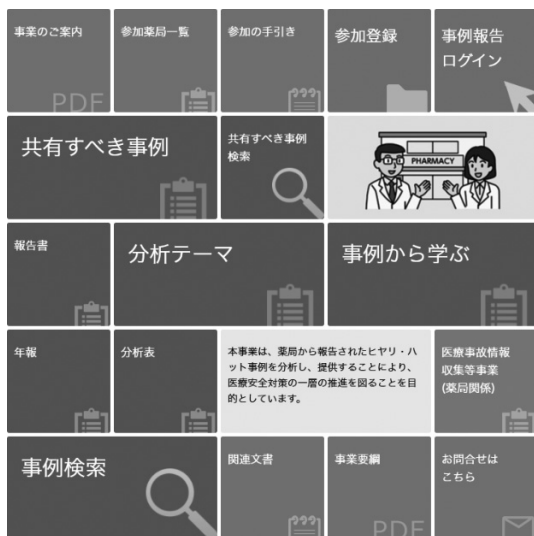 事業のご案内
参加薬局一覧
参加の手引き
参加登録
事例報告
ログイン
PDF
共有すべき事例
共有すべき事例
検索
PHARMACY
報告書
分析テーマ
事例から学ぶ
年報
分析表
本事業は、薬局から報告されたヒヤリ・ハ
ット事例を分析し、提供することにより、
医療安全対策の一層の推進を図ることを目
的としています。
医療事故情報
収集等事業
(薬局関係)
事例検索
関連文書
事業要綱
お問合せは
こちら
PDF